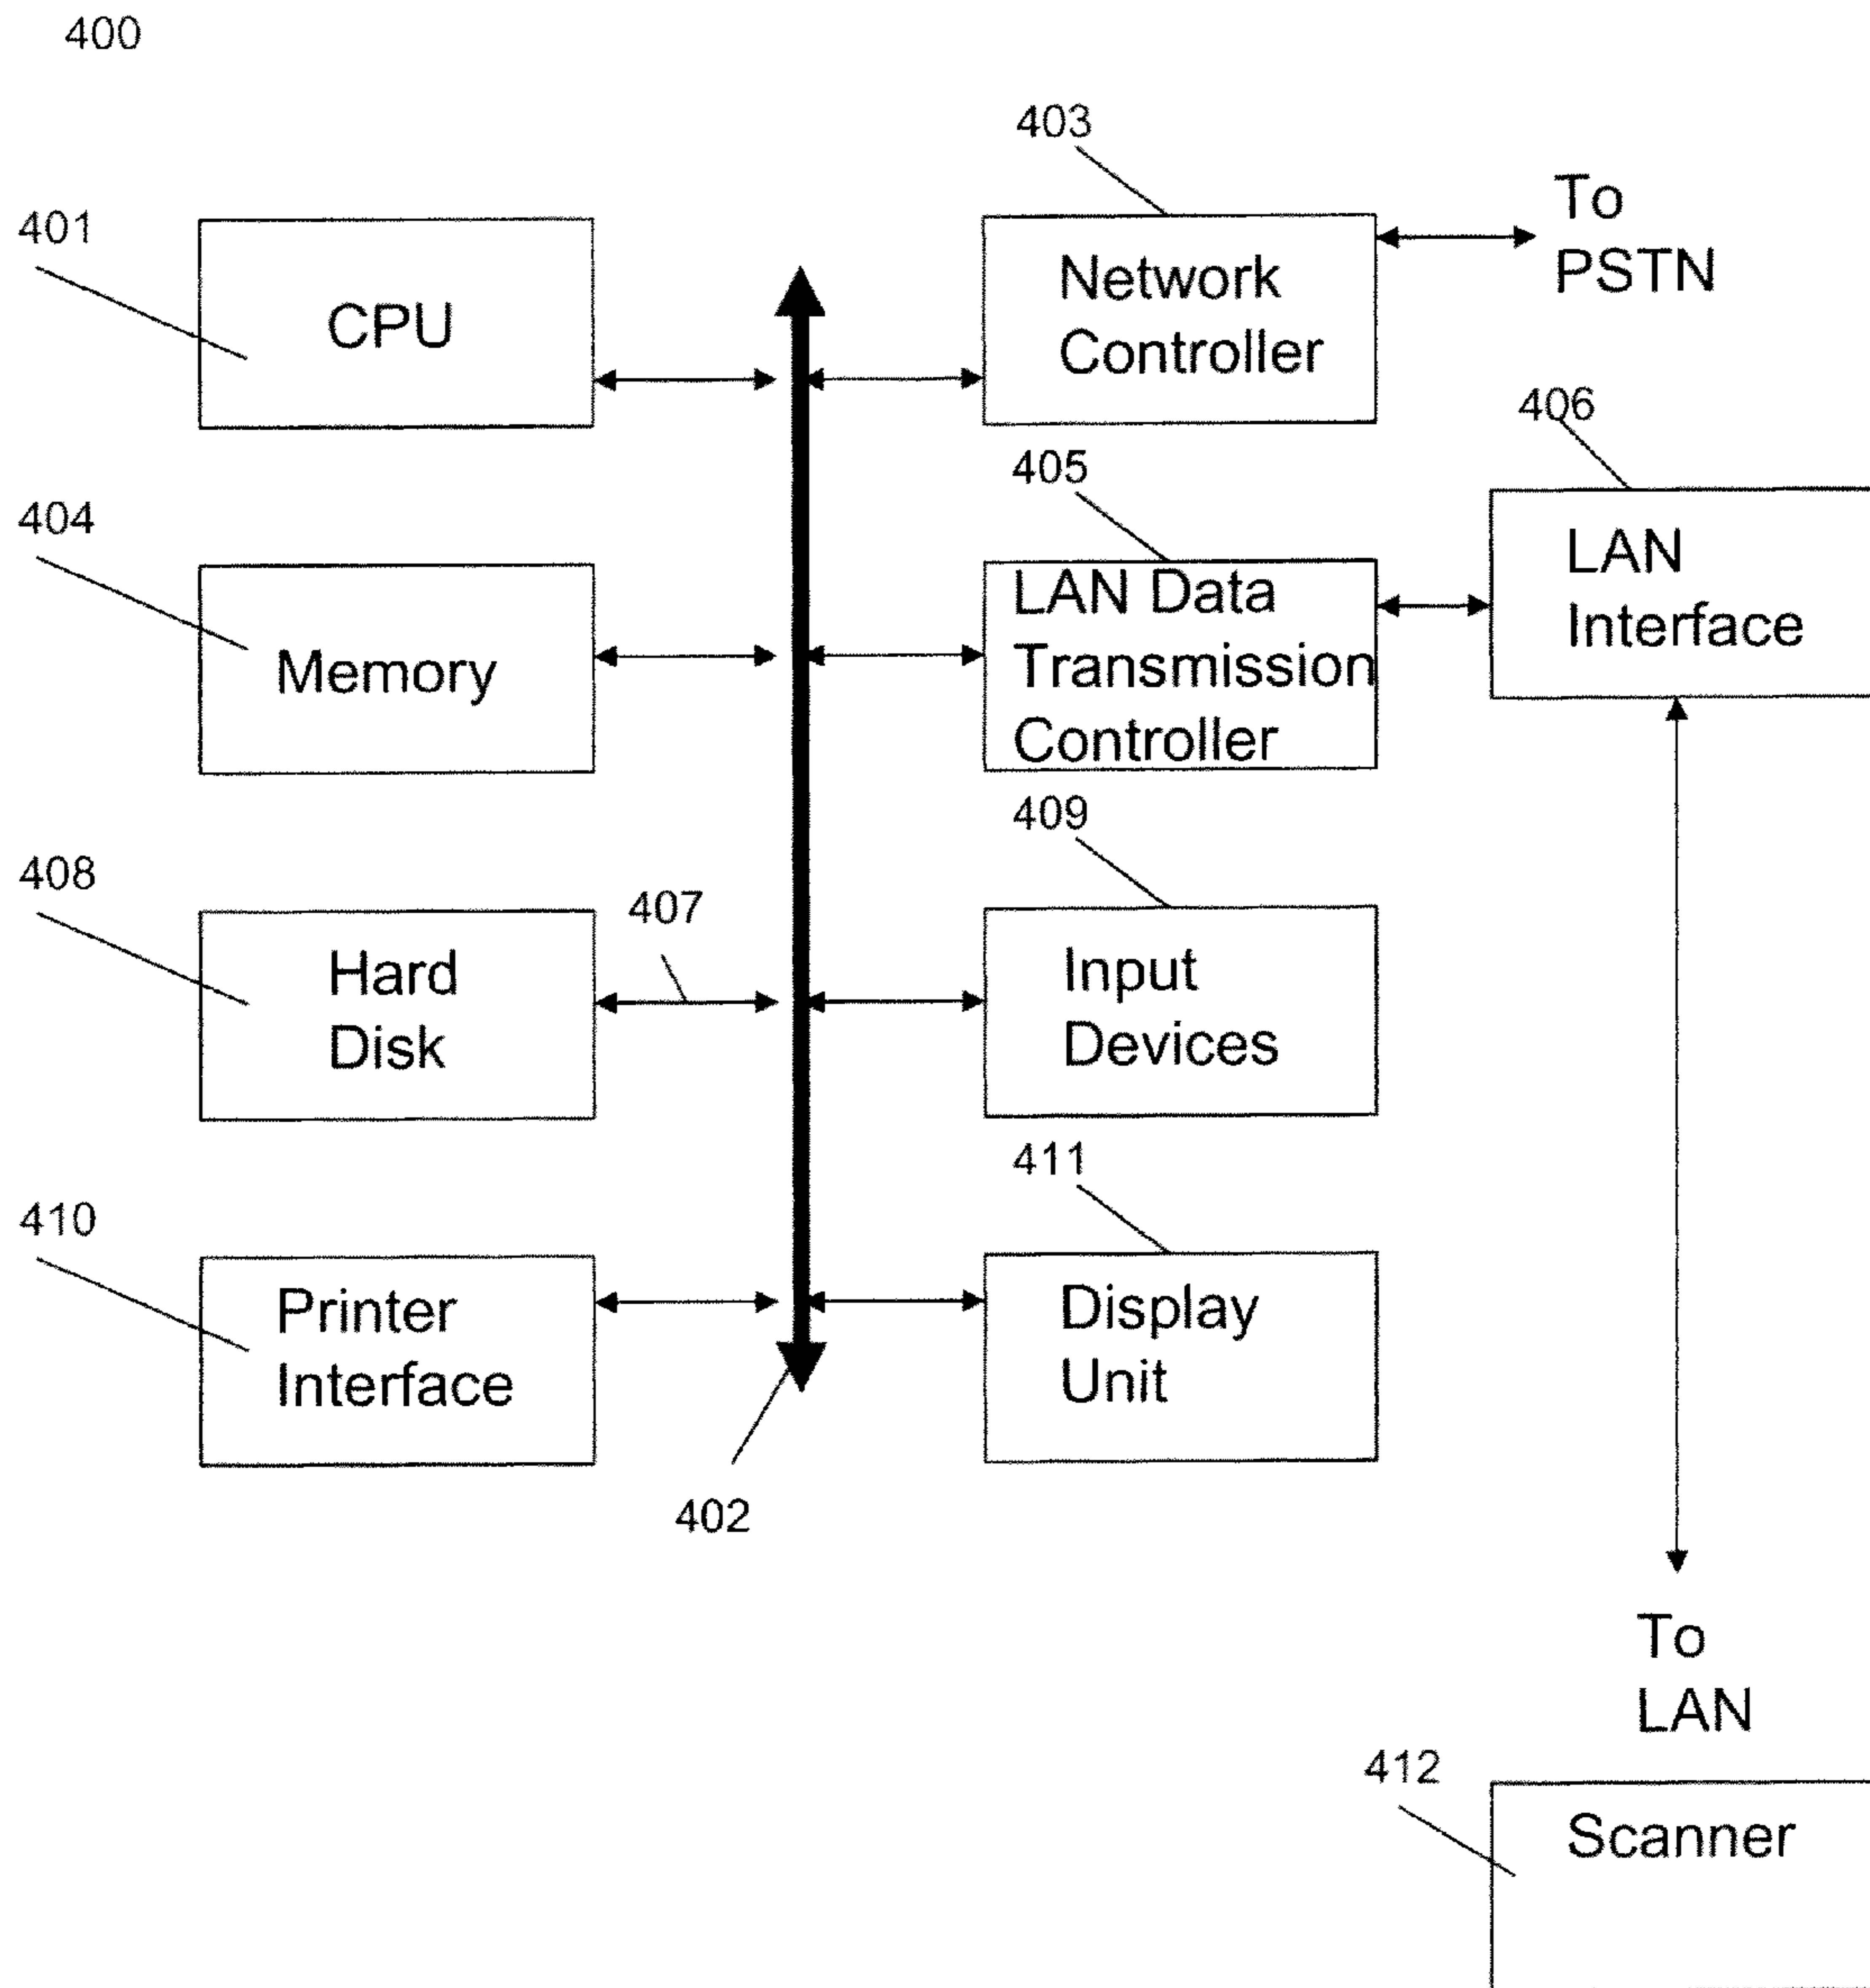 400
403
To
PSTN
401
CPU
Network
Controller
406
405
LAN
Interface
404
Memory
LAN Data
Transmission
Controller
409
408
407
Hard
Disk
Input
Devices
411
410
Printer
Interface
Display
Unit
402
To
LAN
412
Scanner